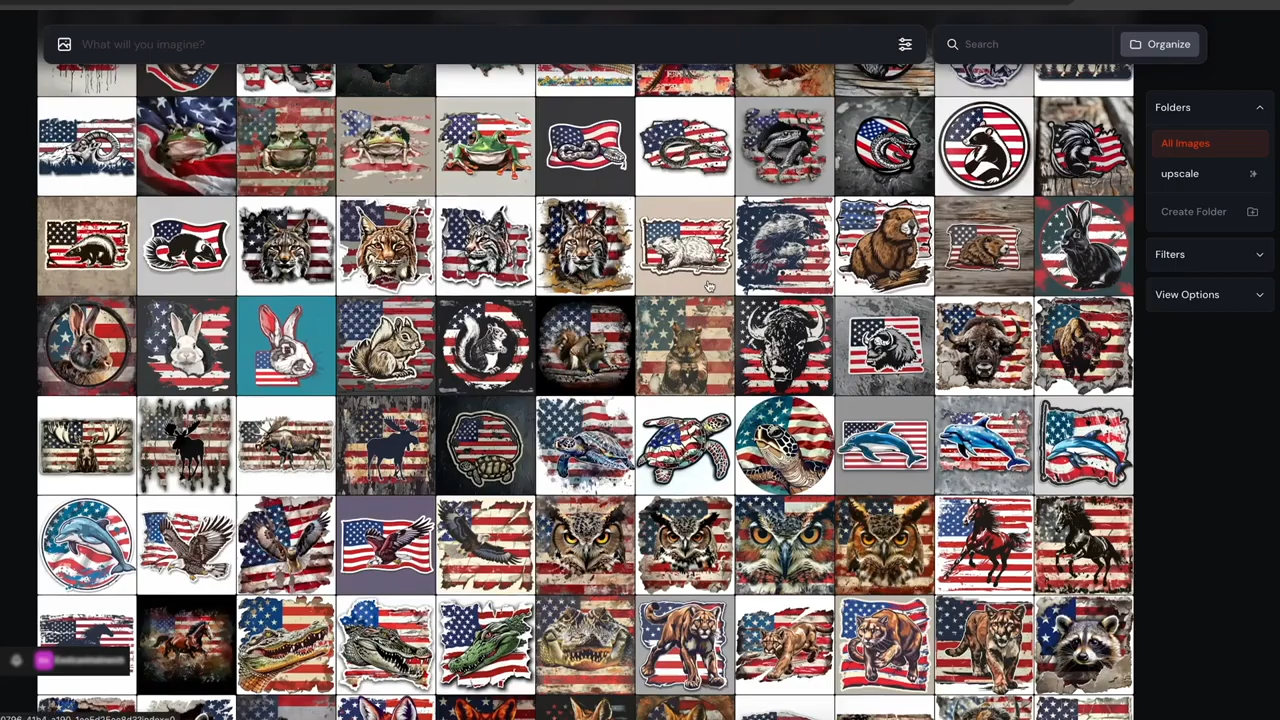 What will you imagine?
Search
Organize
Folders
All Images
upscale
Create Folder
Filters
View Options